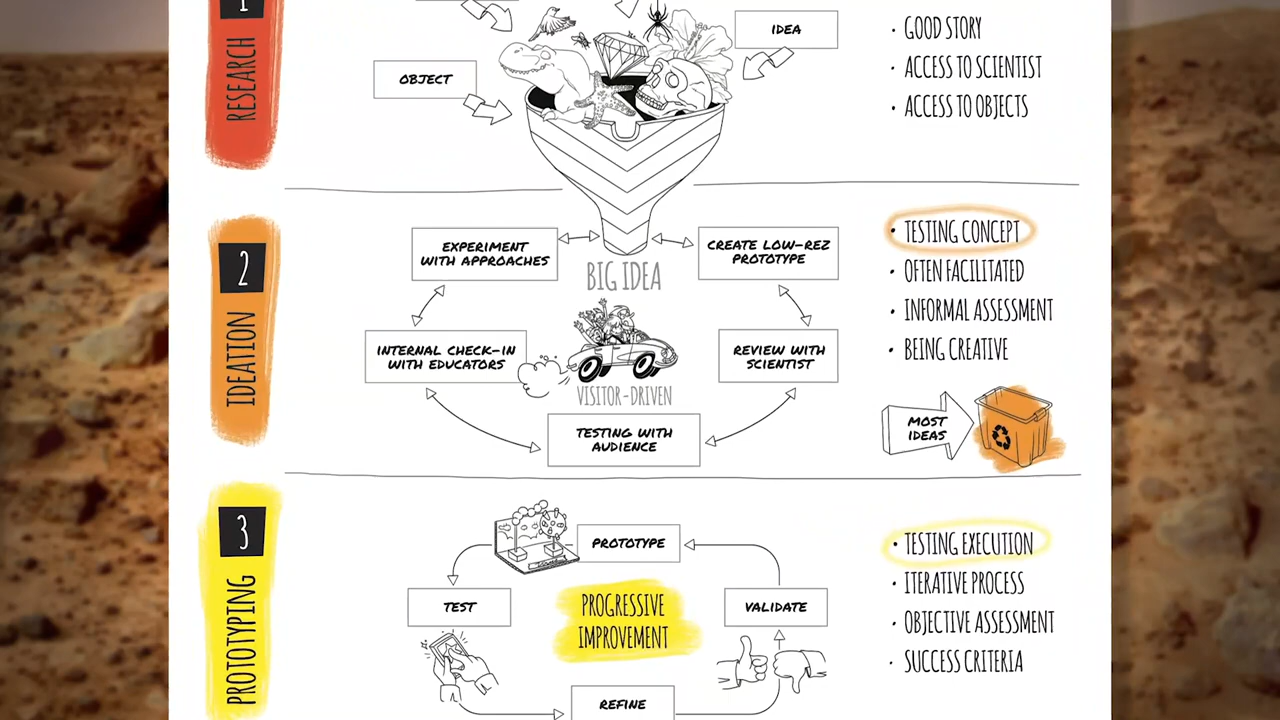 1
RESEARCH
OBJECT
IDEA
• GOOD STORY
• ACCESS TO SCIENTIST
• ACCESS TO OBJECTS
2
IDEATION
EXPERIMENT
WITH APPROACHES
CREATE LOW-REZ
PROTOTYPE
BIG IDEA
INTERNAL CHECK-IN
WITH EDUCATORS
REVIEW WITH
SCIENTIST
VISITOR-DRIVEN
TESTING WITH
AUDIENCE
• TESTING CONCEPT
• OFTEN FACILITATED
• INFORMAL ASSESSMENT
• BEING CREATIVE
MOST
IDEAS
3
PROTOTYPING
PROTOTYPE
TEST
PROGRESSIVE
IMPROVEMENT
VALIDATE
REFINE
• TESTING EXECUTION
• ITERATIVE PROCESS
• OBJECTIVE ASSESSMENT
• SUCCESS CRITERIA